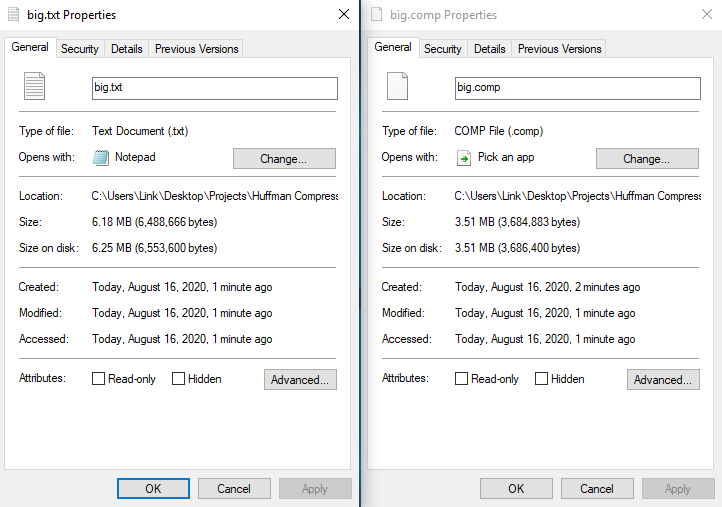 big.txt Properties
General Security Details Previous Versions
big.txt
Type of file: Text Document (.txt)
Opens with: Notepad Change...
Location: C:\Users\Link\Desktop\Projects\Huffman Compress
Size: 6.18 MB (6,488,666 bytes)
Size on disk: 6.25 MB (6,553,600 bytes)
Created: Today, August 16, 2020, 1 minute ago
Modified: Today, August 16, 2020, 1 minute ago
Accessed: Today, August 16, 2020, 1 minute ago
Attributes: Read-only Hidden Advanced...
OK Cancel Apply
big.comp Properties
General Security Details Previous Versions
big.comp
Type of file: COMP File (.comp)
Opens with: Pick an app Change...
Location: C:\Users\Link\Desktop\Projects\Huffman Compress
Size: 3.51 MB (3,684,883 bytes)
Size on disk: 3.51 MB (3,686,400 bytes)
Created: Today, August 16, 2020, 2 minutes ago
Modified: Today, August 16, 2020, 1 minute ago
Accessed: Today, August 16, 2020, 1 minute ago
Attributes: Read-only Hidden Advanced...
OK Cancel Apply